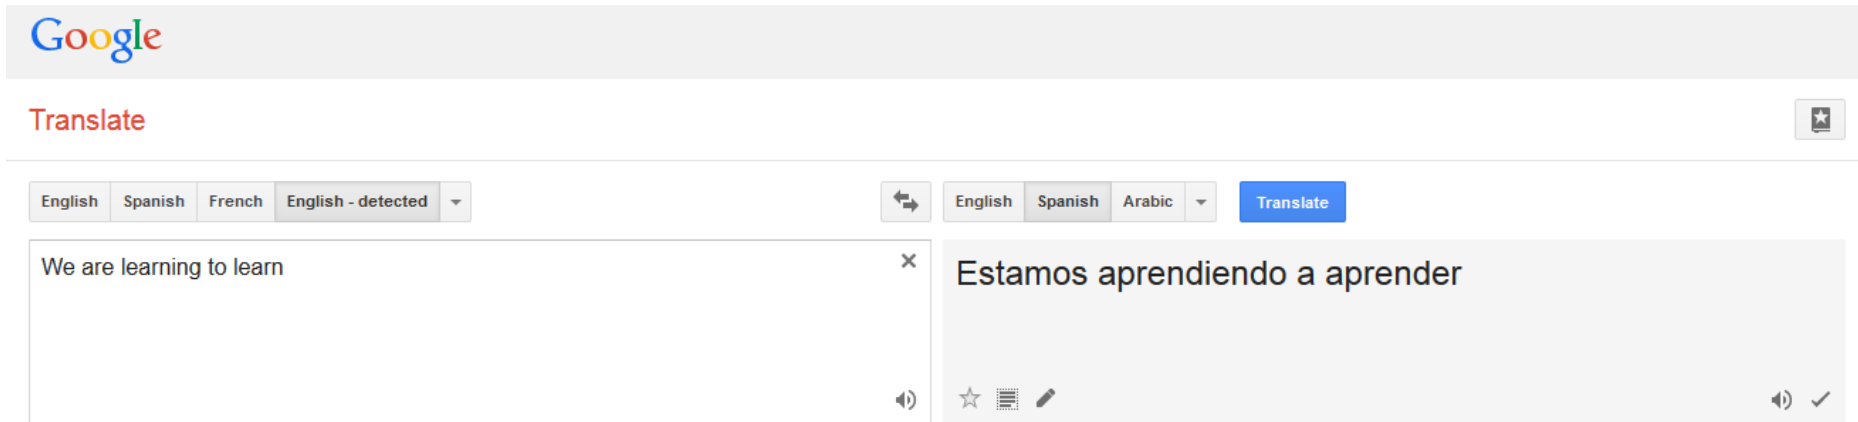 Google
Translate
English Spanish French English - detected English Spanish Arabic Translate
We are learning to learn
Estamos aprendiendo a aprender